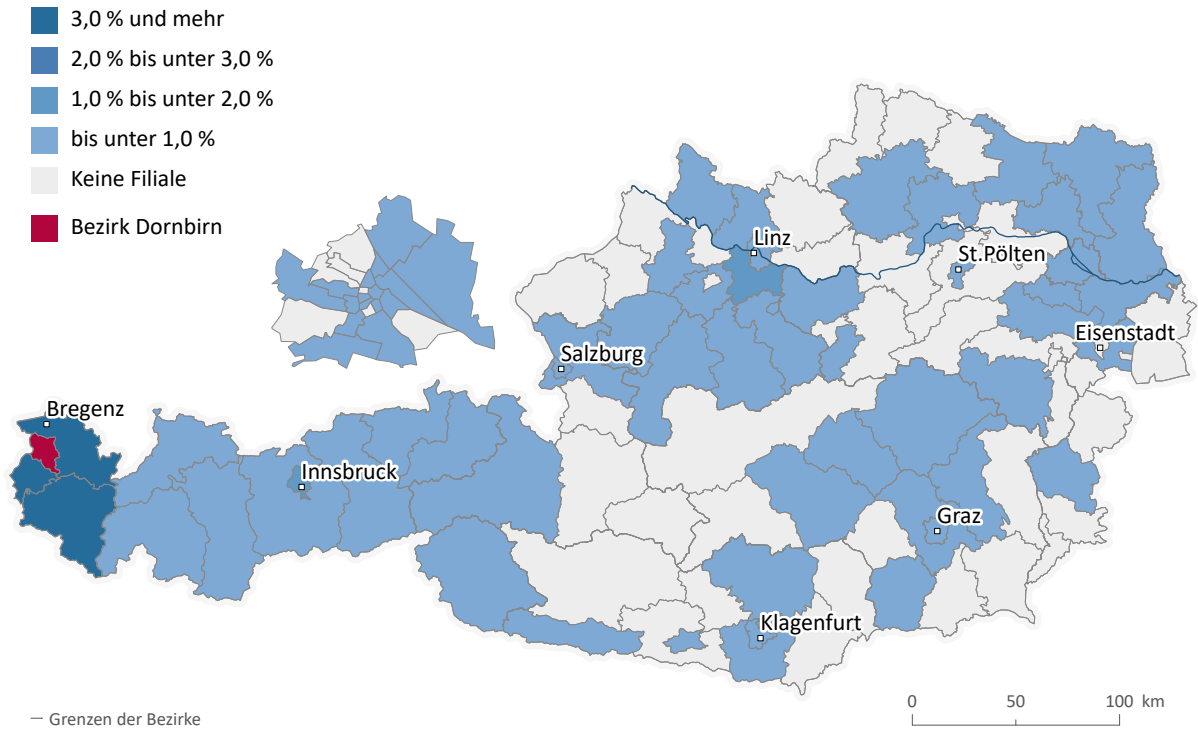 3,0 % und mehr
2,0 % bis unter 3,0 %
1,0 % bis unter 2,0 %
bis unter 1,0 %
Keine Filiale
Bezirk Dornbirn
Linz
St.Pölten
Eisenstadt
Salzburg
Bregenz
Innsbruck
Graz
Klagenfurt
0 50 100 km
— Grenzen der Bezirke